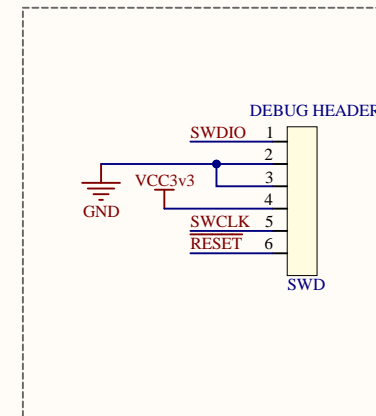 DEBUG HEADER
SWDIO 1
2
VCC3v3 3
4
GND
SWCLK 5
RESET 6
SWD